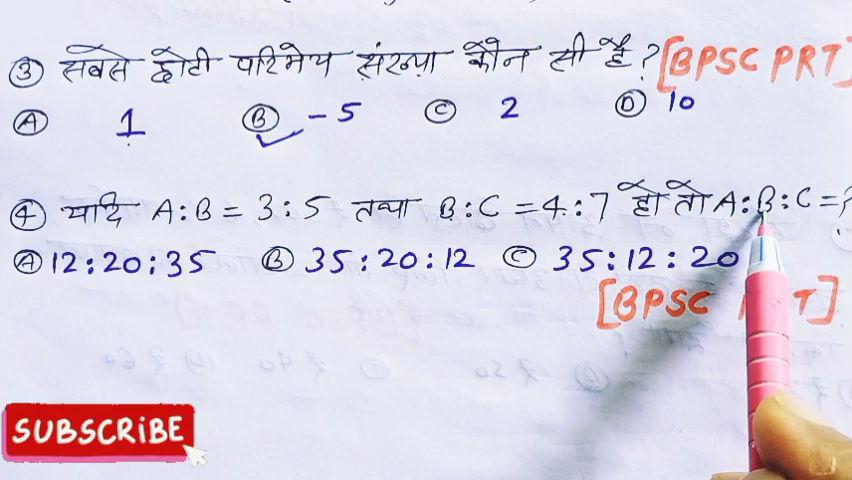 ③ सबसे छोटी परिमेय संख्या कौन सी है? [BPSC PRT]
Ⓐ 1 Ⓑ -5 Ⓒ 2 Ⓓ 10
④ यदि A:B = 3:5 तथा B:C = 4:7 हो तो A:B:C = ?
Ⓐ 12:20:35 Ⓑ 35:20:12 Ⓒ 35:12:20
[BPSC T]
SUBSCRIBE